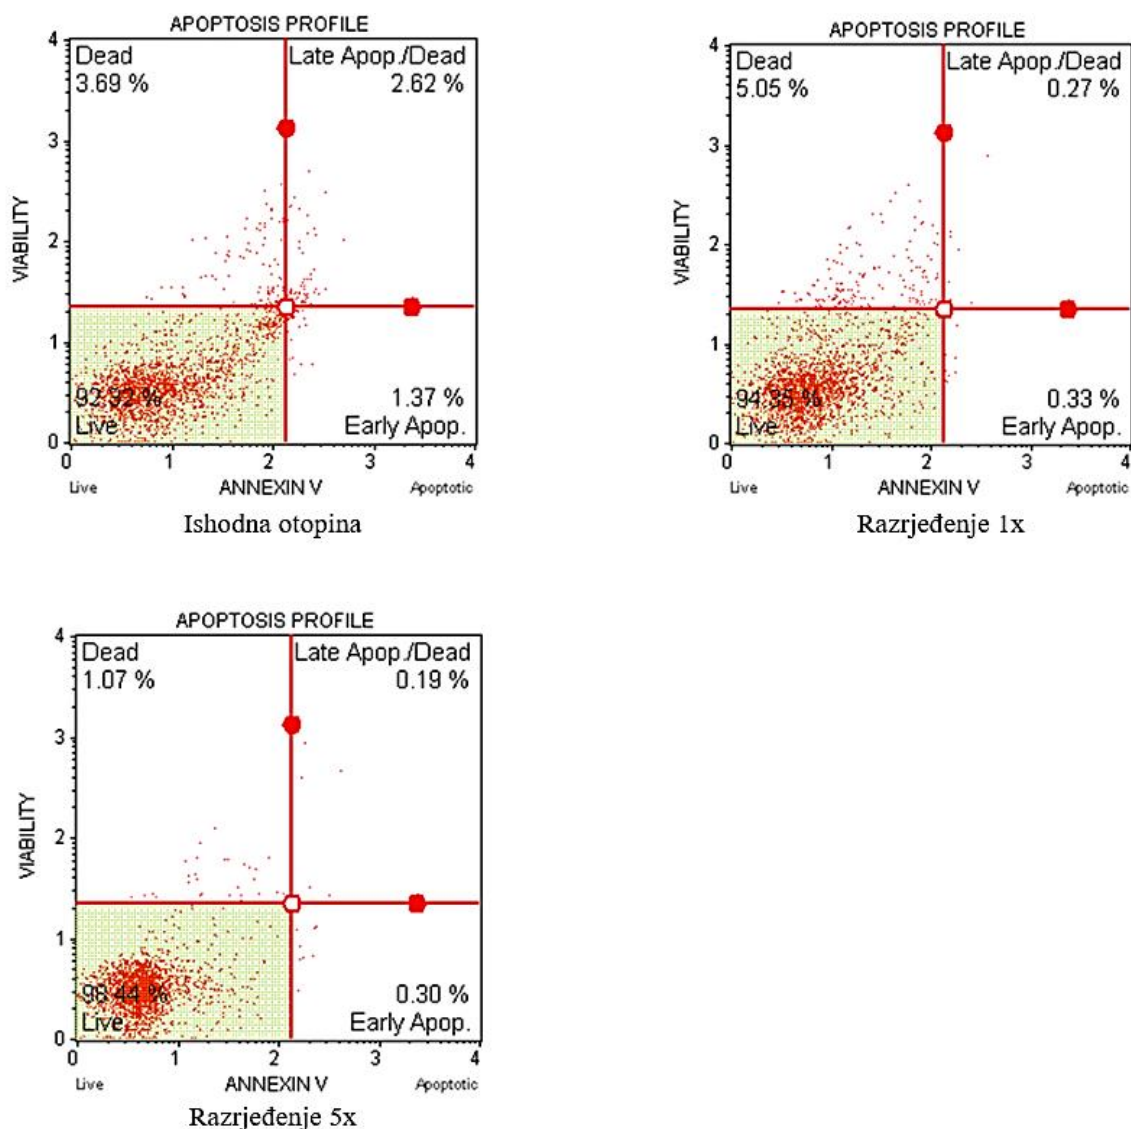 APOPTOSIS PROFILE
4
Dead
Late Apop./Dead
3.69 %
2.62 %
3
VIABILITY
2
1
92.32 %
1.37 %
Live
Early Apop.
0
0 1 2 3 4
Live ANNEXIN V Apoptotic
Ishodna otopina
APOPTOSIS PROFILE
4
Dead
Late Apop./Dead
5.05 %
0.27 %
3
VIABILITY
2
1
94.35 %
0.33 %
Live
Early Apop.
0
0 1 2 3 4
Live ANNEXIN V Apoptotic
Razrjeđenje 1x
APOPTOSIS PROFILE
4
Dead
Late Apop./Dead
1.07 %
0.19 %
3
VIABILITY
2
1
98.44 %
0.30 %
Live
Early Apop.
0
0 1 2 3 4
Live ANNEXIN V Apoptotic
Razrjeđenje 5x